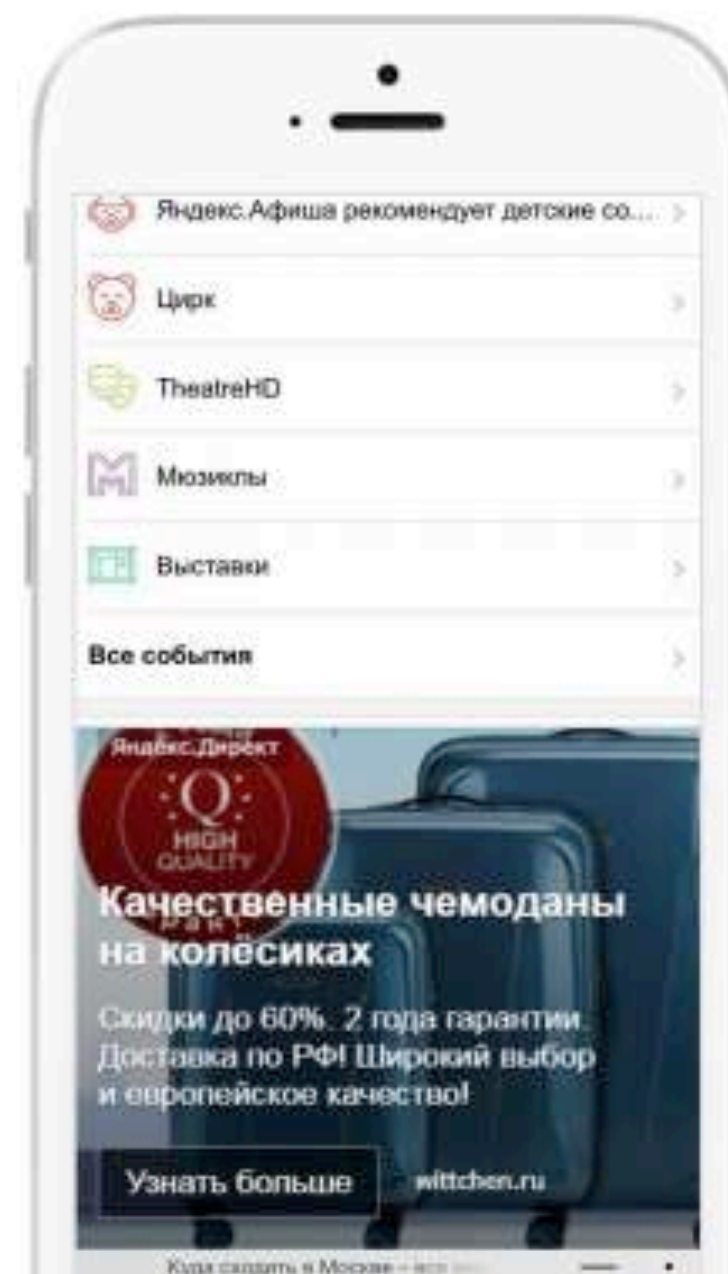 Яндекс.Афиша рекомендует детские со...
Цирк
TheatreHD
Мюзиклы
Выставки
Все события
Яндекс.Директ
Q
HIGH
QUALITY
Качественные чемоданы
на колёсиках
Скидки до 60%. 2 года гарантии.
Доставка по РФ! Широкий выбор
и европейское качество!
Узнать больше
wittchen.ru
Куда сходить в Москве – все